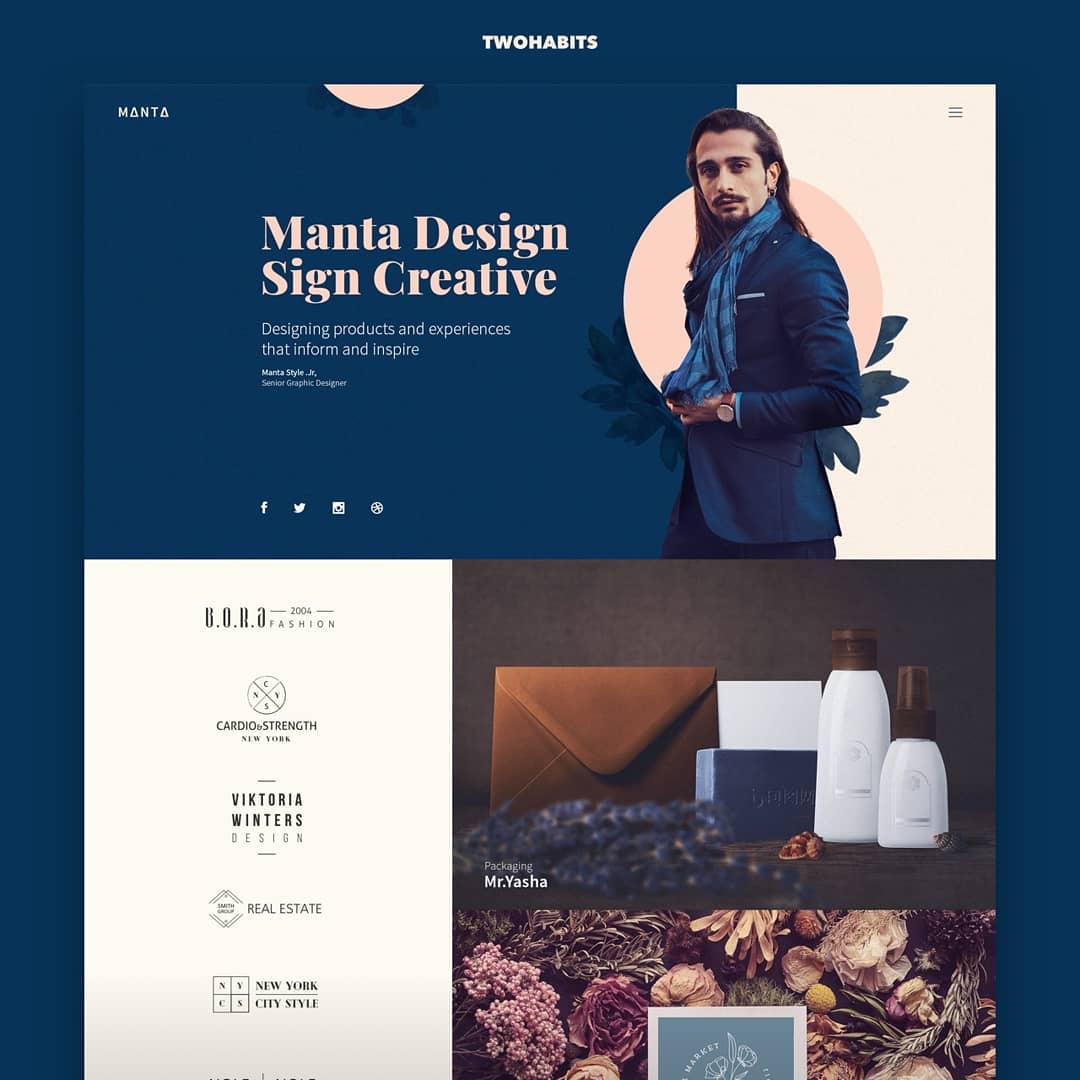 TWOHABITS
MANTA
Manta Design
Sign Creative
Designing products and experiences
that inform and inspire
Manta Style .Jr,
Senior Graphic Designer
B.O.R.a
2004
FASHION
C
N Y
S
CARDIO&STRENGTH
NEW YORK
VIKTORIA
WINTERS
DESIGN
SMITH
GROUP
REAL ESTATE
N Y
C S
NEW YORK
CITY STYLE
Packaging
Mr.Yasha
MARKET